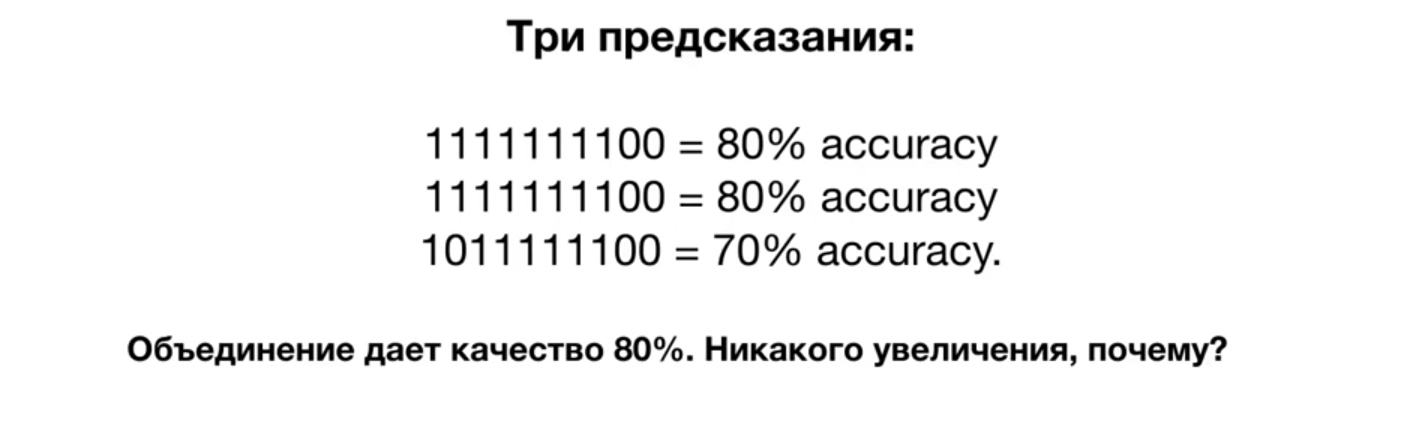 Три предсказания:
1111111100 = 80% accuracy
1111111100 = 80% accuracy
1011111100 = 70% accuracy.
Объединение дает качество 80%. Никакого увеличения, почему?